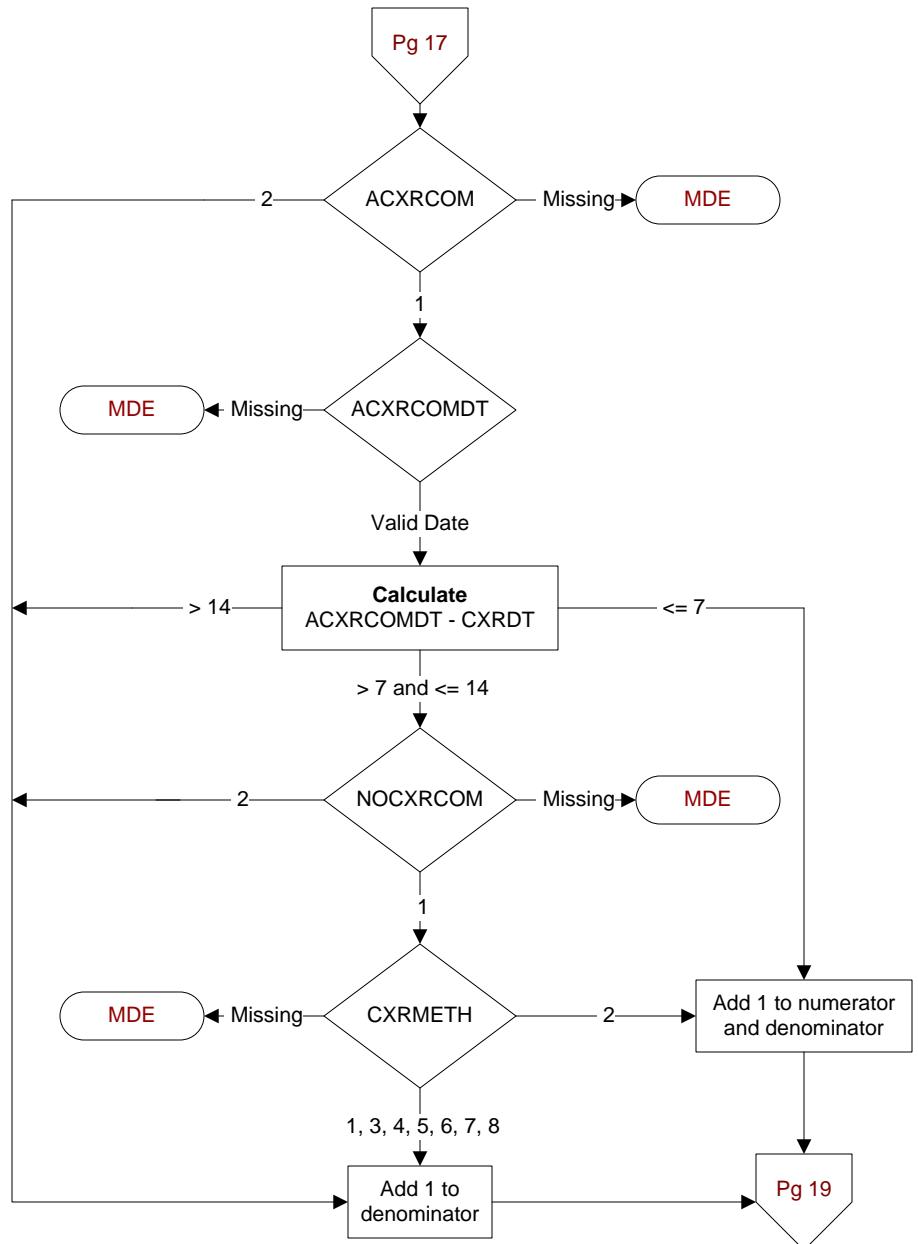 Pg 17
2
ACXRCOM
Missing
MDE
1
MDE
Missing
ACXRCOMDT
Valid Date
> 14
Calculate
ACXRCOMDT - CXRDT
<= 7
> 7 and <= 14
2
NOCXRCOM
Missing
MDE
1
MDE
Missing
CXRMETH
2
Add 1 to numerator
and denominator
1, 3, 4, 5, 6, 7, 8
Add 1 to
denominator
Pg 19